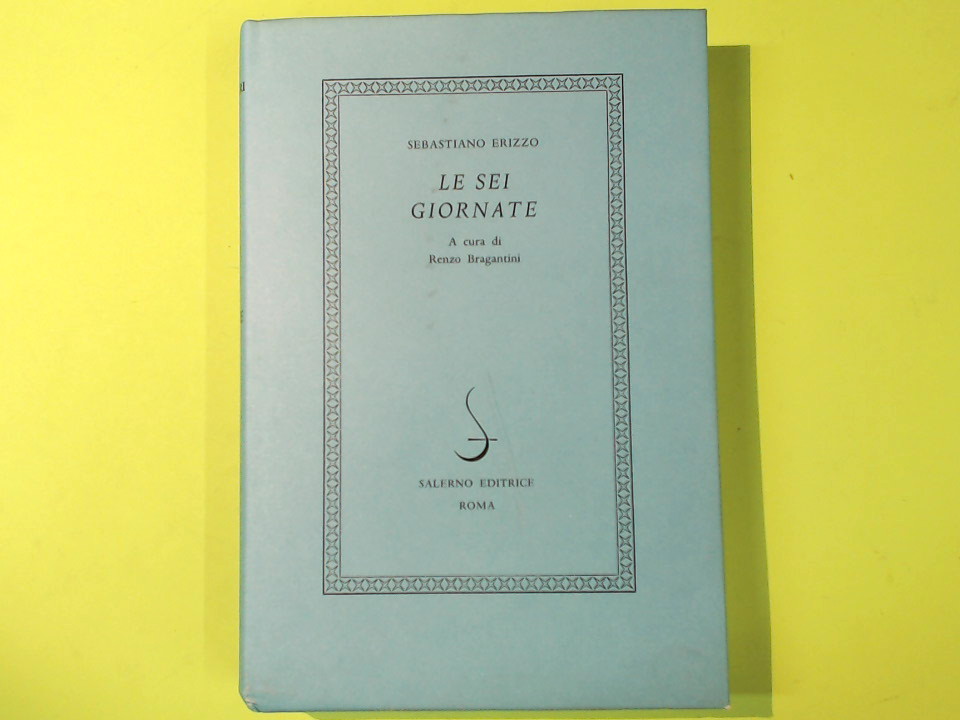 SEBASTIANO ERIZZO
LE SEI
GIORNATE
A cura di
Renzo Bragantini
SALERNO EDITRICE
ROMA